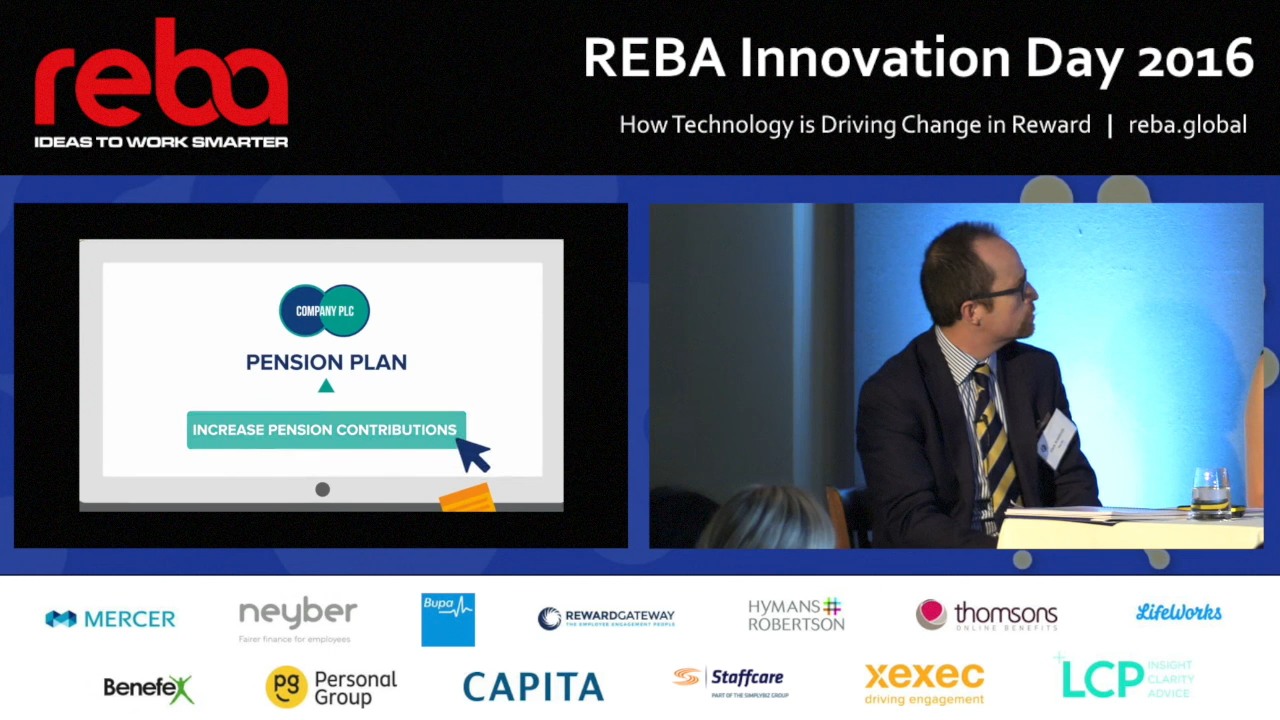 reba
IDEAS TO WORK SMARTER
REBA Innovation Day 2016
How Technology is Driving Change in Reward | reba.global
COMPANY PLC
PENSION PLAN
INCREASE PENSION CONTRIBUTIONS
MERCER
neyber
Fairer finance for employees
Bupa
REWARDGATEWAY
THE EMPLOYEE ENGAGEMENT PEOPLE
HYMANS
ROBERTSON
thomsons
ONLINE BENEFITS
LifeWorks
Benefex
pg
Personal
Group
CAPITA
Staffcare
PART OF THE SIMPLYBIZ GROUP
xexec
driving engagement
LCP
INSIGHT
CLARITY
ADVICE